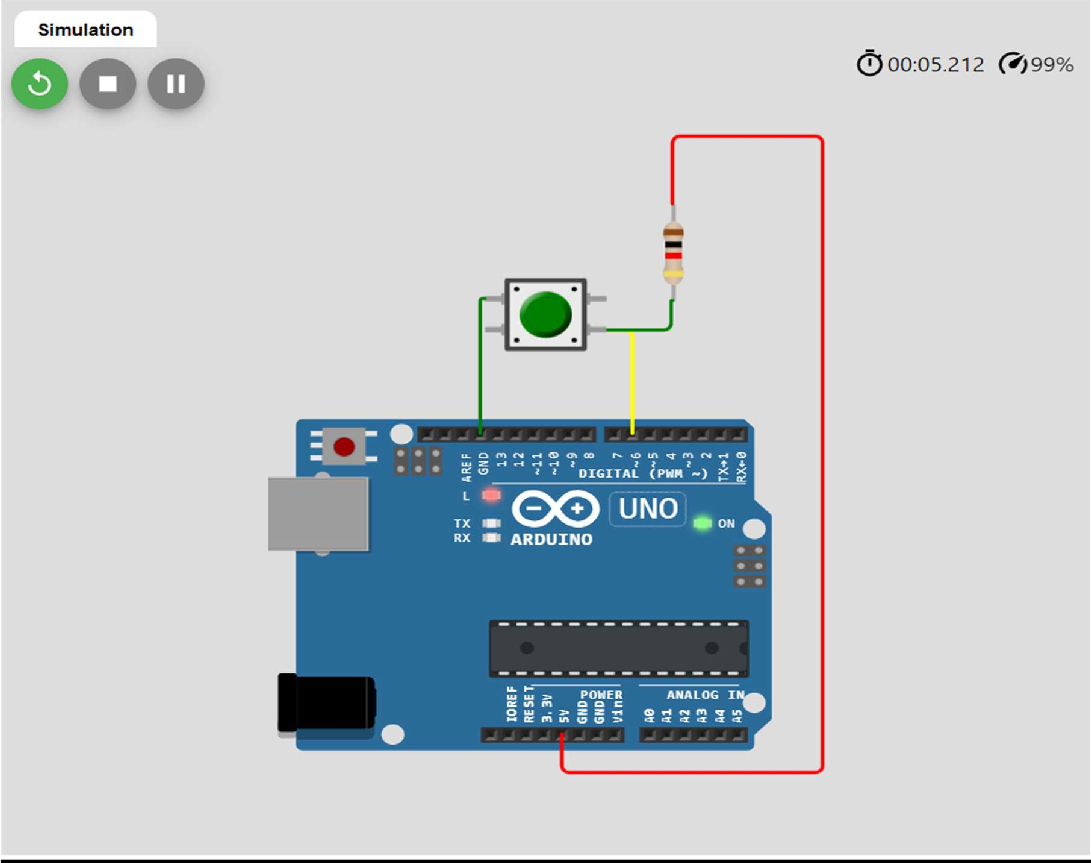 Simulation
00:05.212 99%
AREF GND 13 12 ~11 ~10 ~9 8 7 ~6 ~5 4 ~3 2 TX→1 RX←0
DIGITAL (PWM ~)
L
UNO
ON
TX
RX
ARDUINO
POWER ANALOG IN
IOREF RESET 3.3V 5V GND GND Vin A0 A1 A2 A3 A4 A5